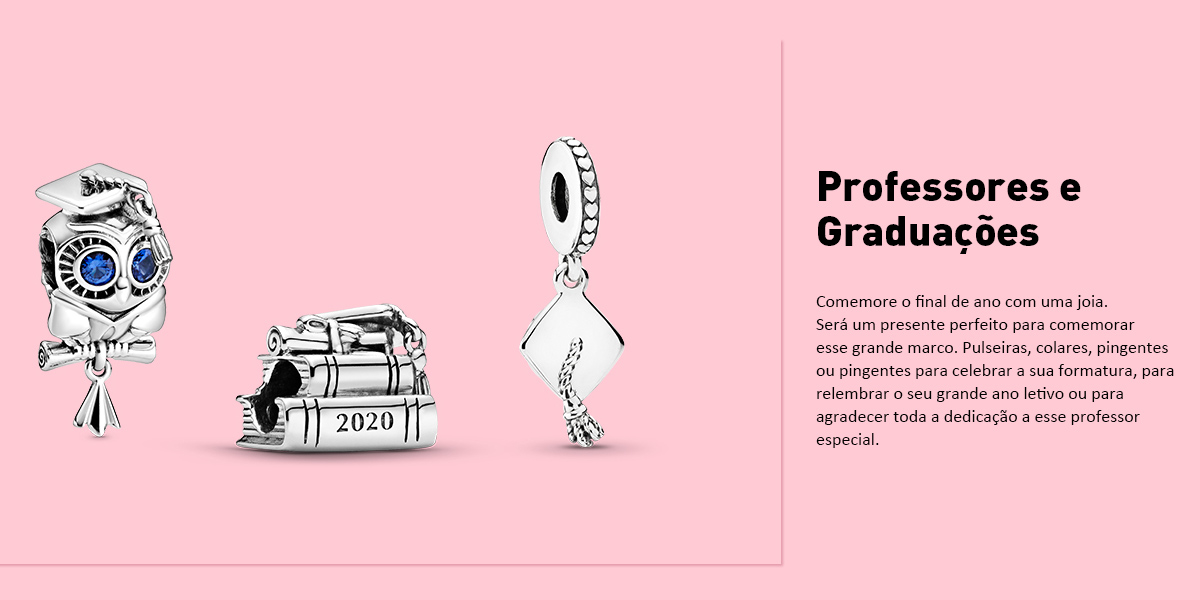 2020
Professores e
Graduações
Comemore o final de ano com uma joia.
Será um presente perfeito para comemorar
esse grande marco. Pulseiras, colares, pingentes
ou pingentes para celebrar a sua formatura, para
relembrar o seu grande ano letivo ou para
agradecer toda a dedicação a esse professor
especial.